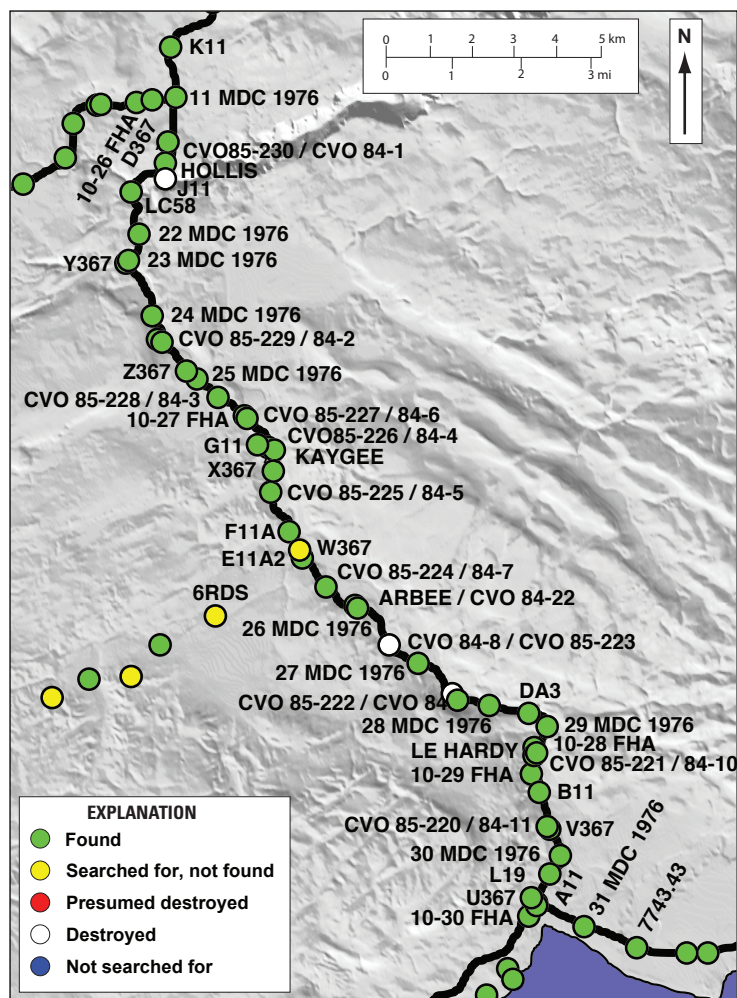 K11
0 1 2 3 4 5 km
0 1 2 3 mi
N
11 MDC 1976
10-26 FHA
D367
CVO85-230 / CVO 84-1
HOLLIS
J11
LC58
22 MDC 1976
Y367
23 MDC 1976
24 MDC 1976
CVO 85-229 / 84-2
Z367
25 MDC 1976
CVO 85-228 / 84-3
10-27 FHA
CVO 85-227 / 84-6
CVO85-226 / 84-4
G11
KAYGEE
X367
CVO 85-225 / 84-5
F11A
W367
E11A2
CVO 85-224 / 84-7
6RDS
ARBEE / CVO 84-22
26 MDC 1976
CVO 84-8 / CVO 85-223
27 MDC 1976
CVO 85-222 / CVO 84
DA3
28 MDC 1976
29 MDC 1976
10-28 FHA
LE HARDY
CVO 85-221 / 84-10
10-29 FHA
B11
CVO 85-220 / 84-11
V367
30 MDC 1976
L19
A11
31 MDC 1976
7743.43
U367
10-30 FHA
EXPLANATION
Found
Searched for, not found
Presumed destroyed
Destroyed
Not searched for